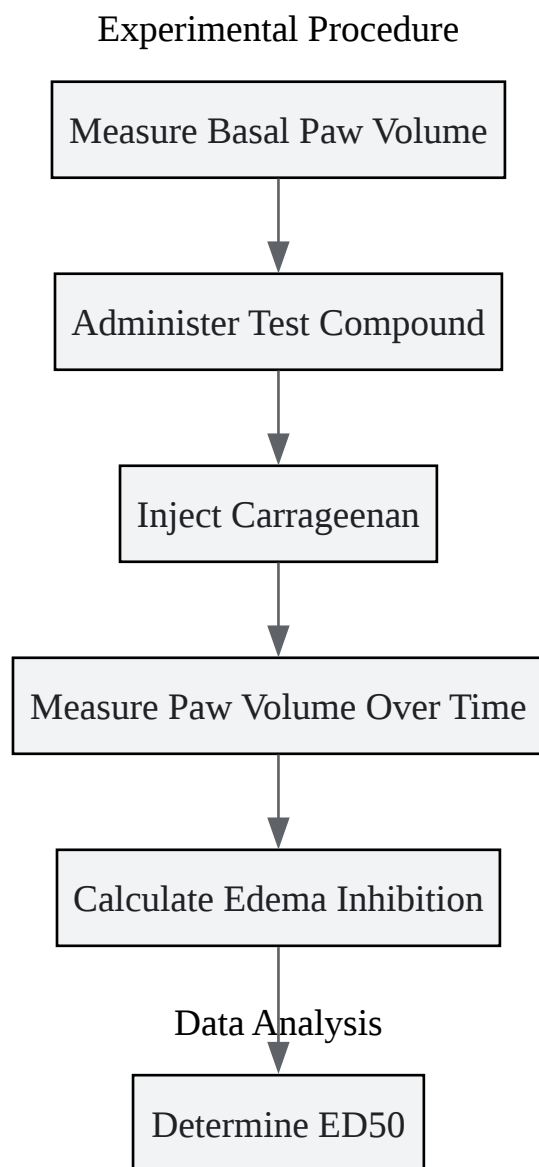 Experimental Procedure
Measure Basal Paw Volume
Administer Test Compound
Inject Carrageenan
Measure Paw Volume Over Time
Calculate Edema Inhibition
Data Analysis
Determine ED50